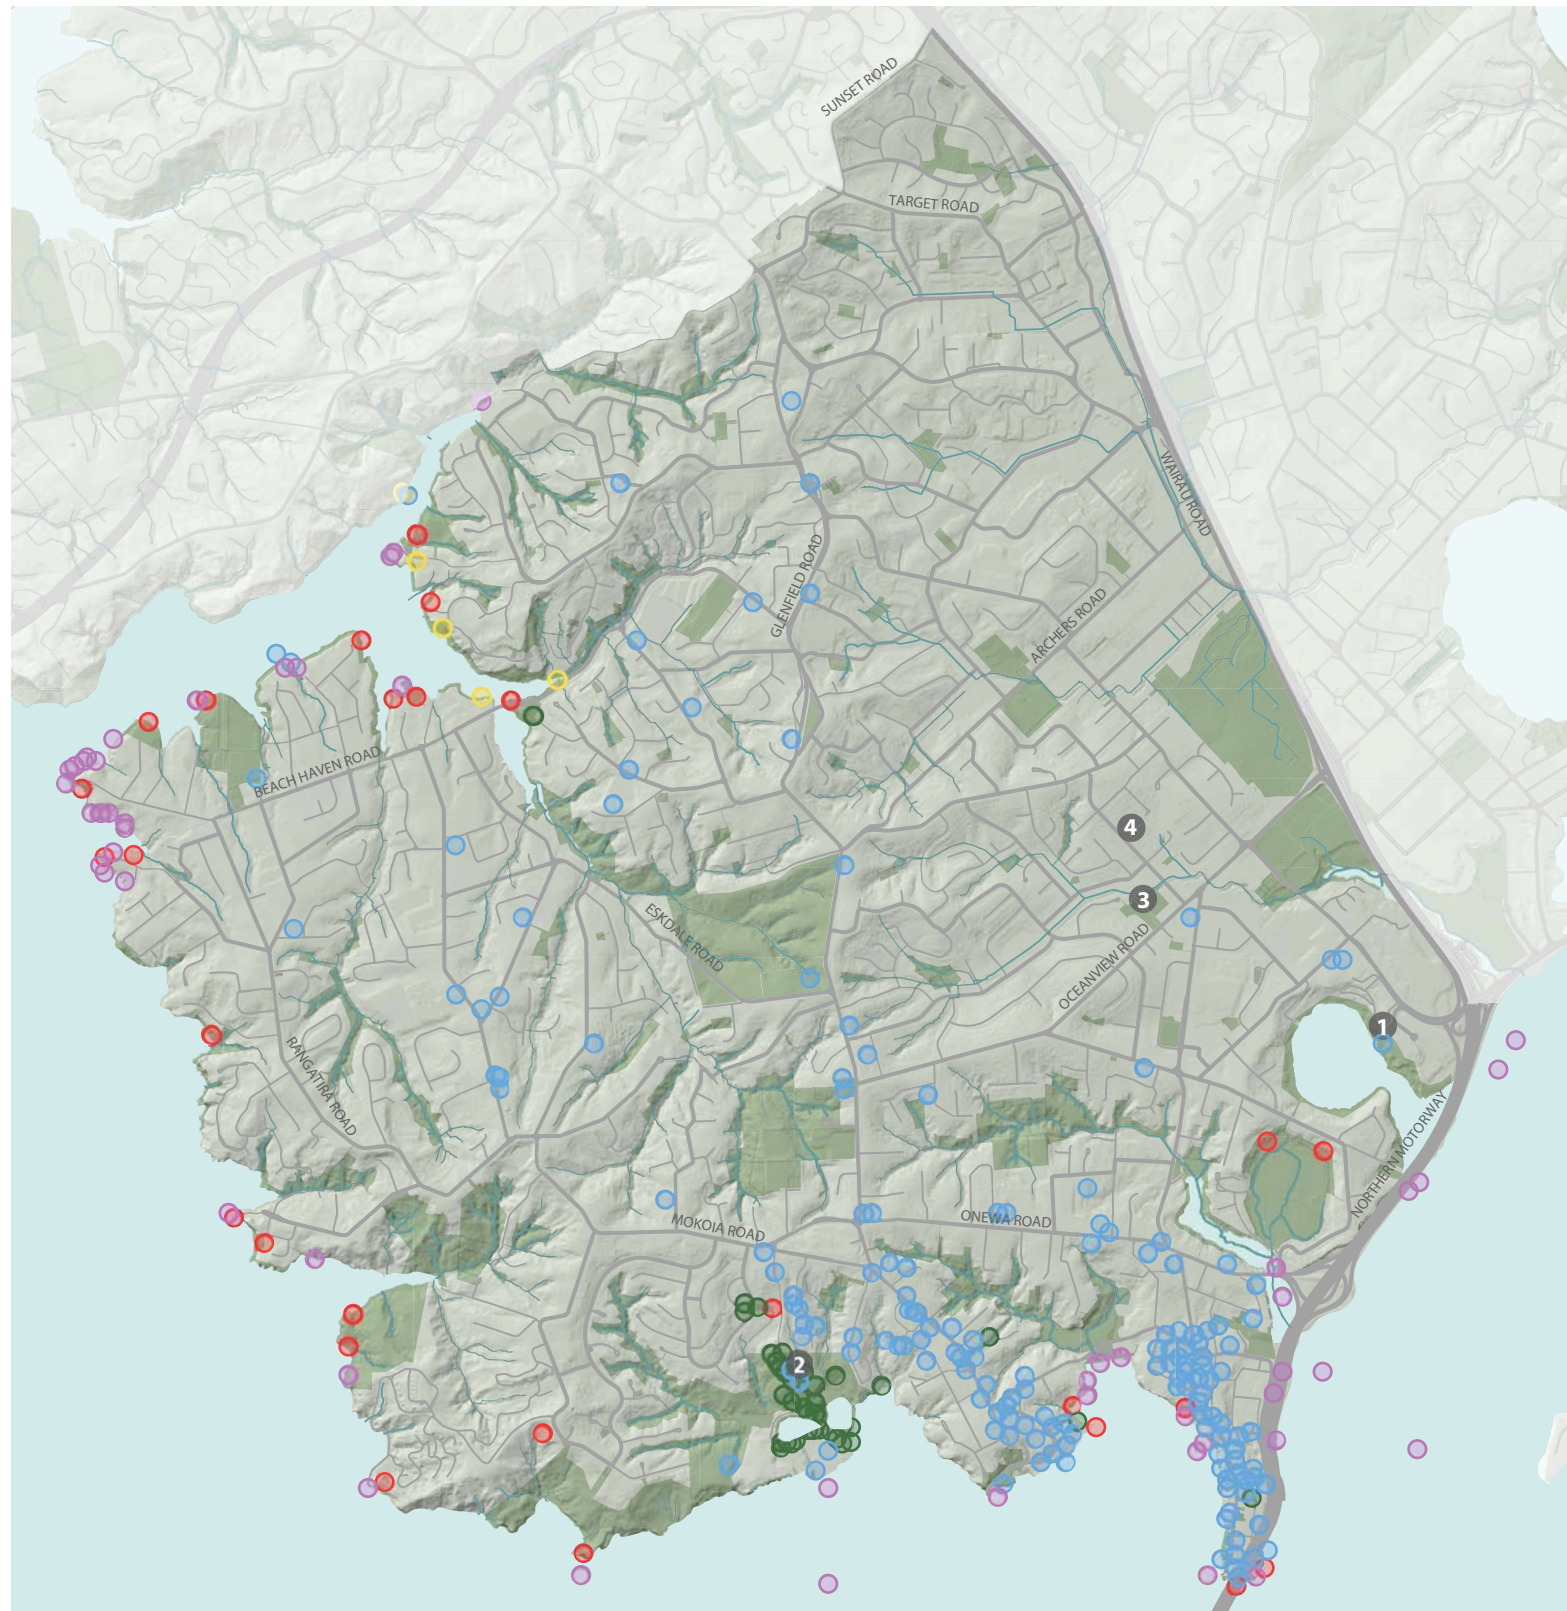 SUNSET ROAD
TARGET ROAD
WAIRAU ROAD
GLENFIELD ROAD
ARCHERS ROAD
BEACH HAVEN ROAD
4
3
ESKDALE ROAD
OCEANVIEW ROAD
1
RANGATIRA ROAD
NORTHERN MOTORWAY
MOKOIA ROAD
ONEWA ROAD
2